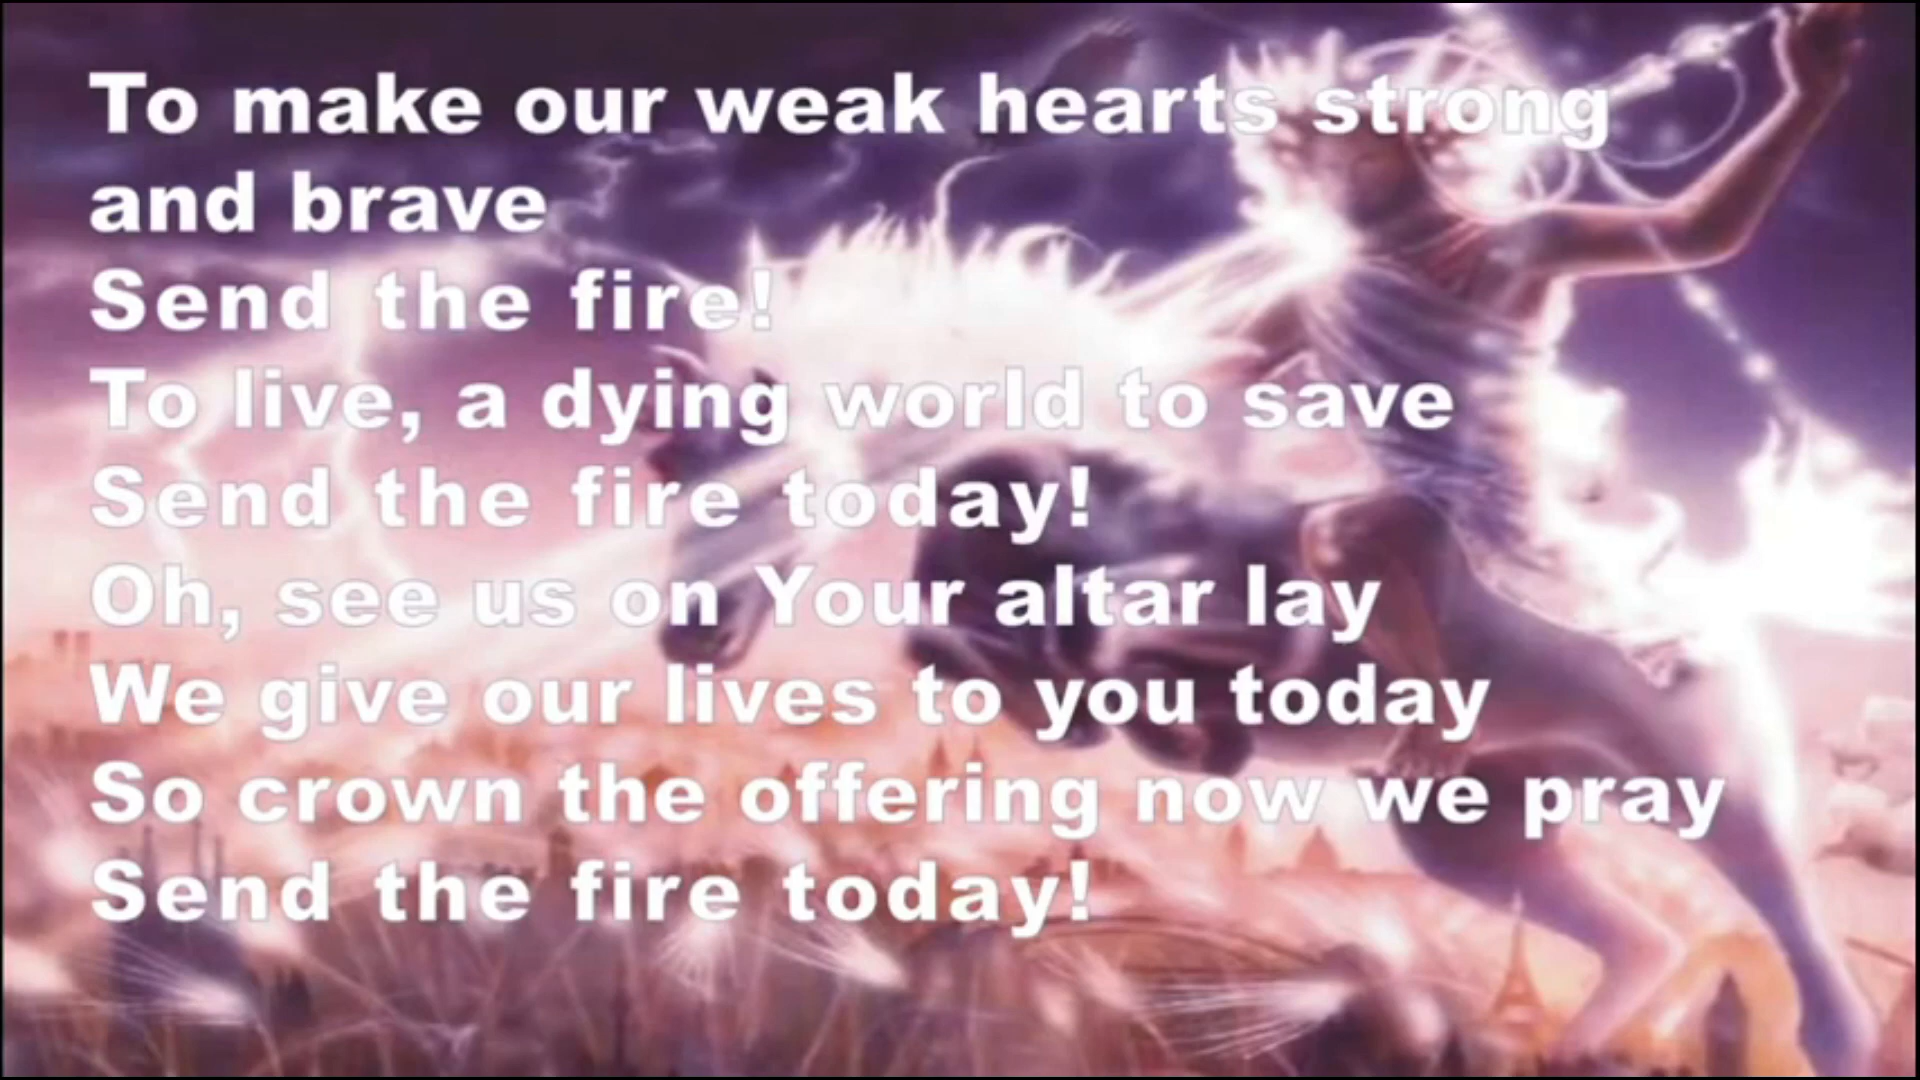 To make our weak hearts strong
and brave
Send the fire!
To live, a dying world to save
Send the fire today!
Oh, see us on Your altar lay
We give our lives to you today
So crown the offering now we pray
Send the fire today!